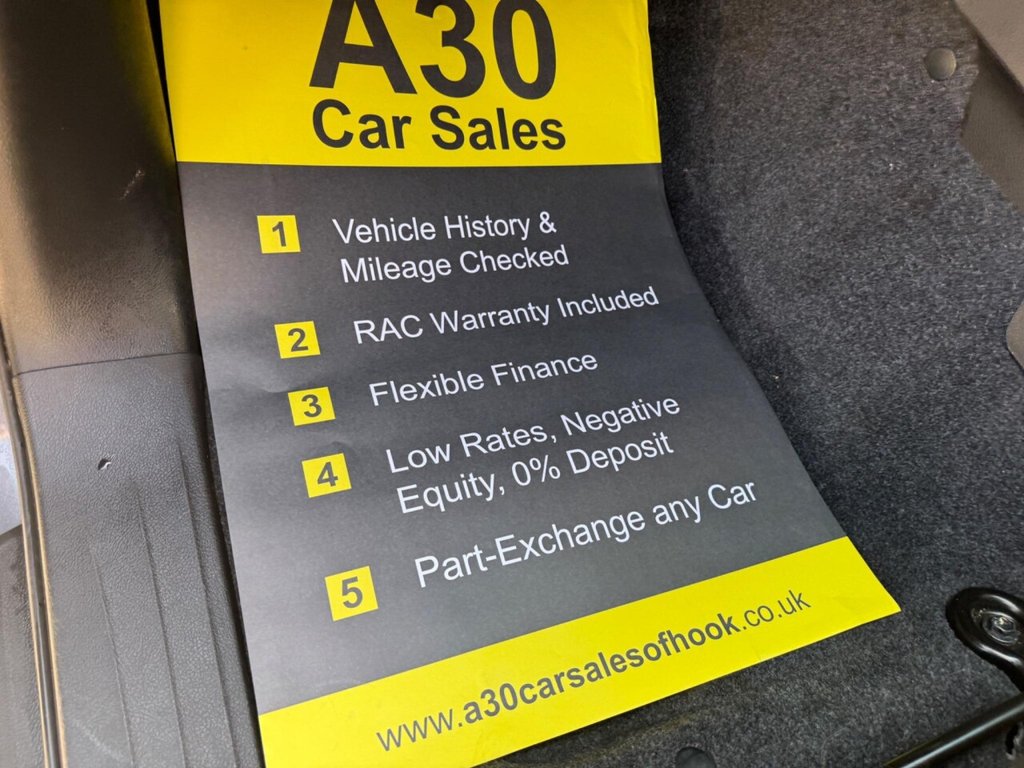 A30
Car Sales
1 Vehicle History &
Mileage Checked
2 RAC Warranty Included
3 Flexible Finance
4 Low Rates, Negative
Equity, 0% Deposit
5 Part-Exchange any Car
www.a30carsalesofhook.co.uk